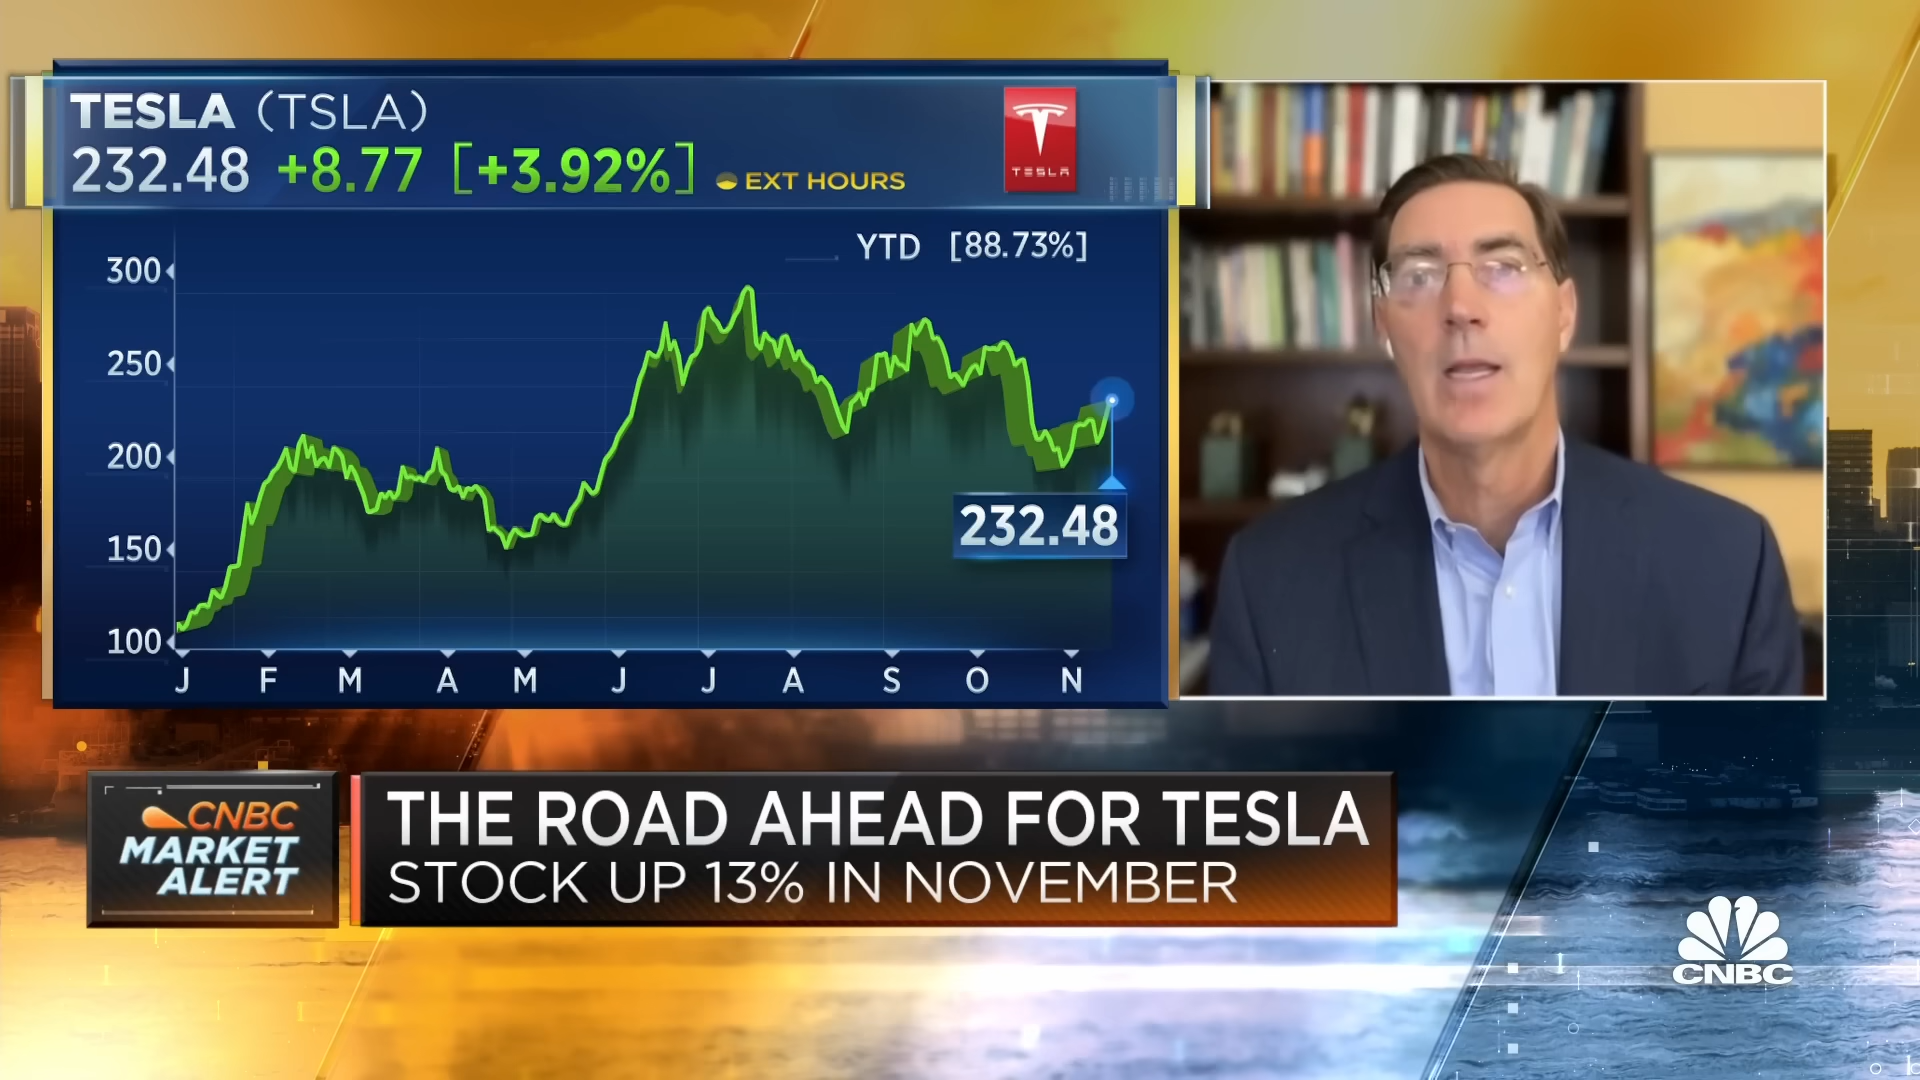 TESLA (TSLA)
232.48 +8.77 [+3.92%] EXT HOURS
TESLA
YTD [88.73%]
300
250
200
150
100
232.48
J F M A M J J A S O N
CNBC
MARKET
ALERT
THE ROAD AHEAD FOR TESLA
STOCK UP 13% IN NOVEMBER
CNBC